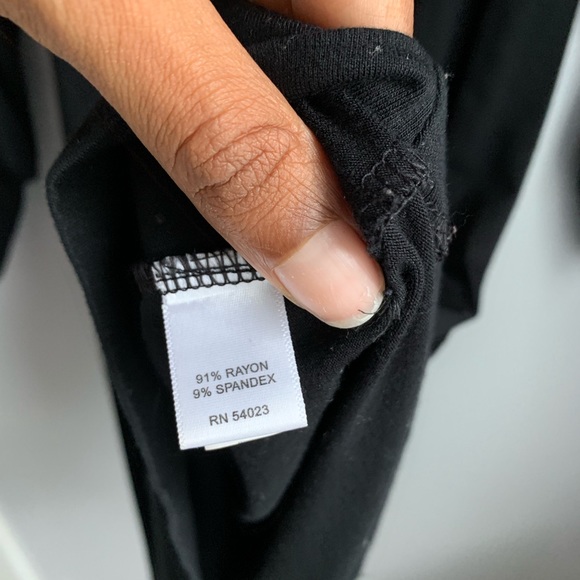 91% RAYON
9% SPANDEX
RN 54023